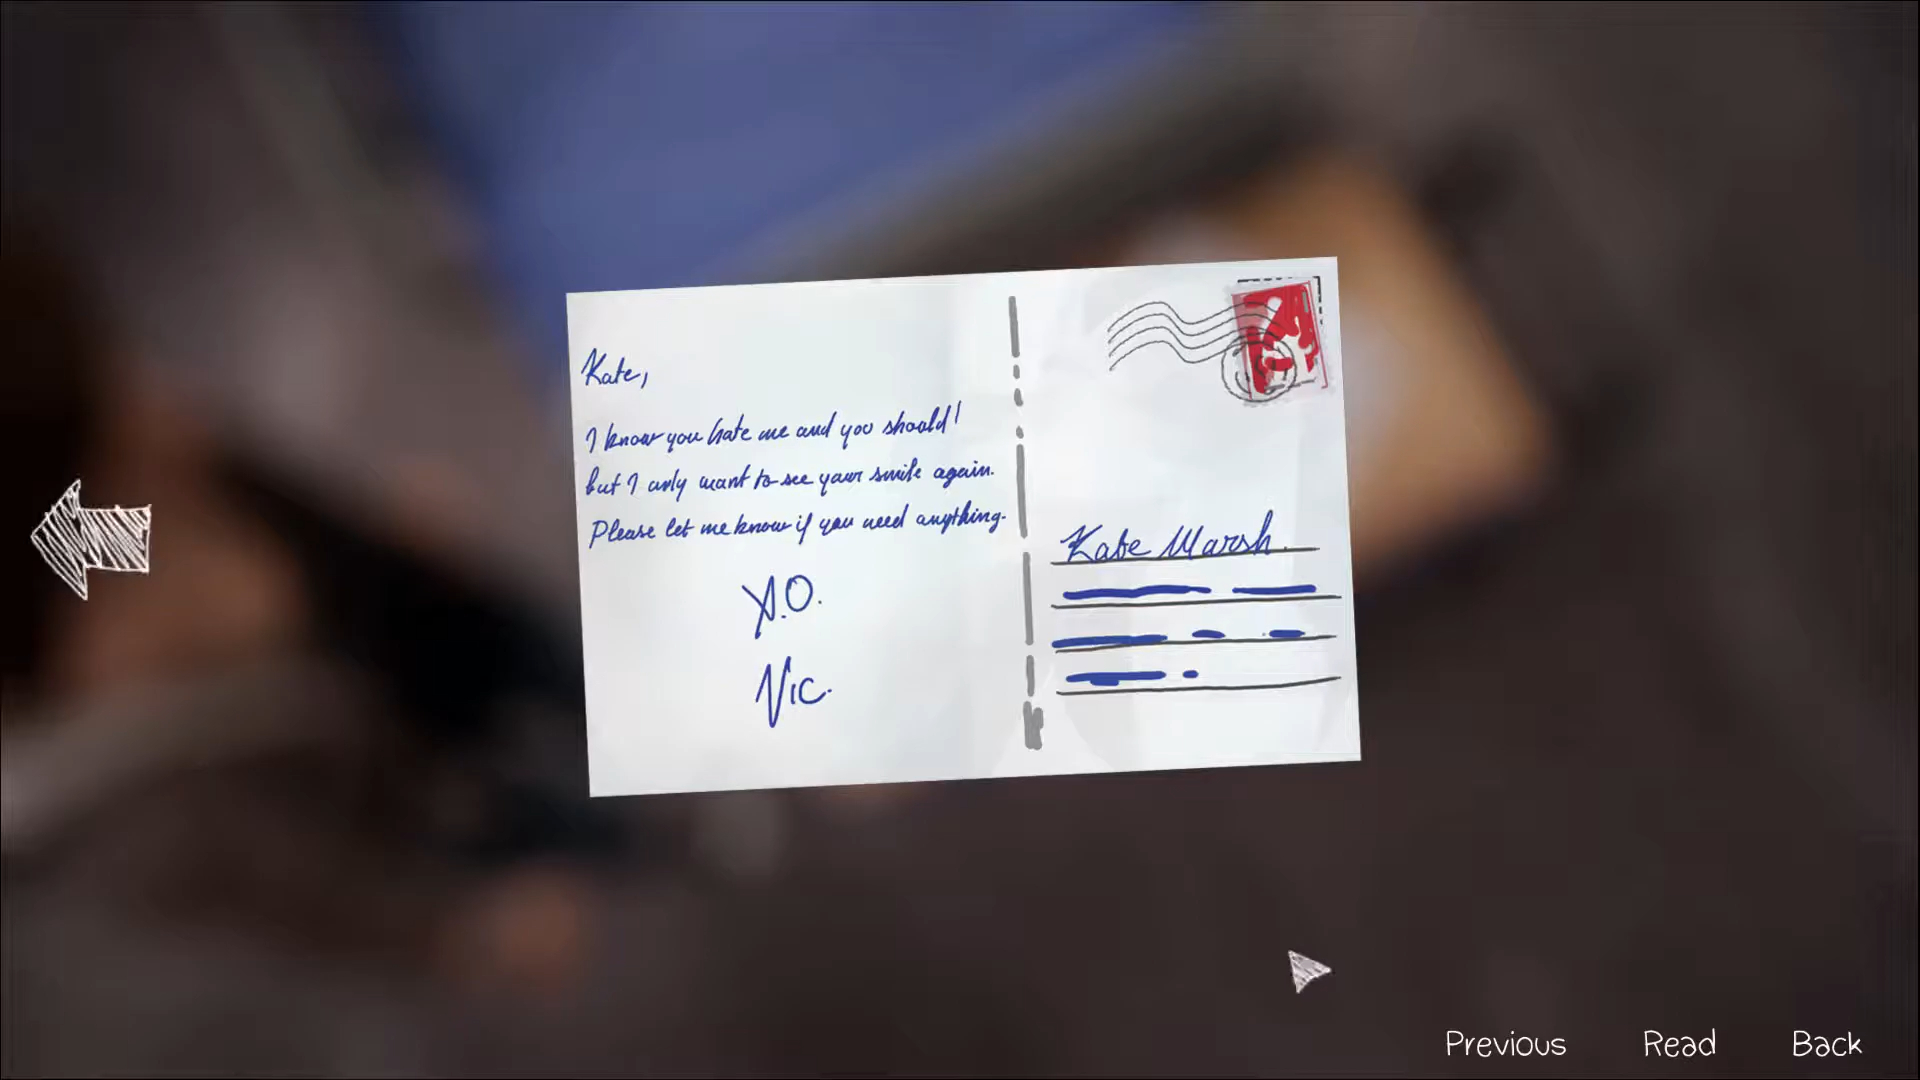 Kate,
I know you hate me and you should!
but I only want to see your smile again.
Please let me know if you need anything.
X.O.
Vic.
Kate Marsh
Previous
Read
Back